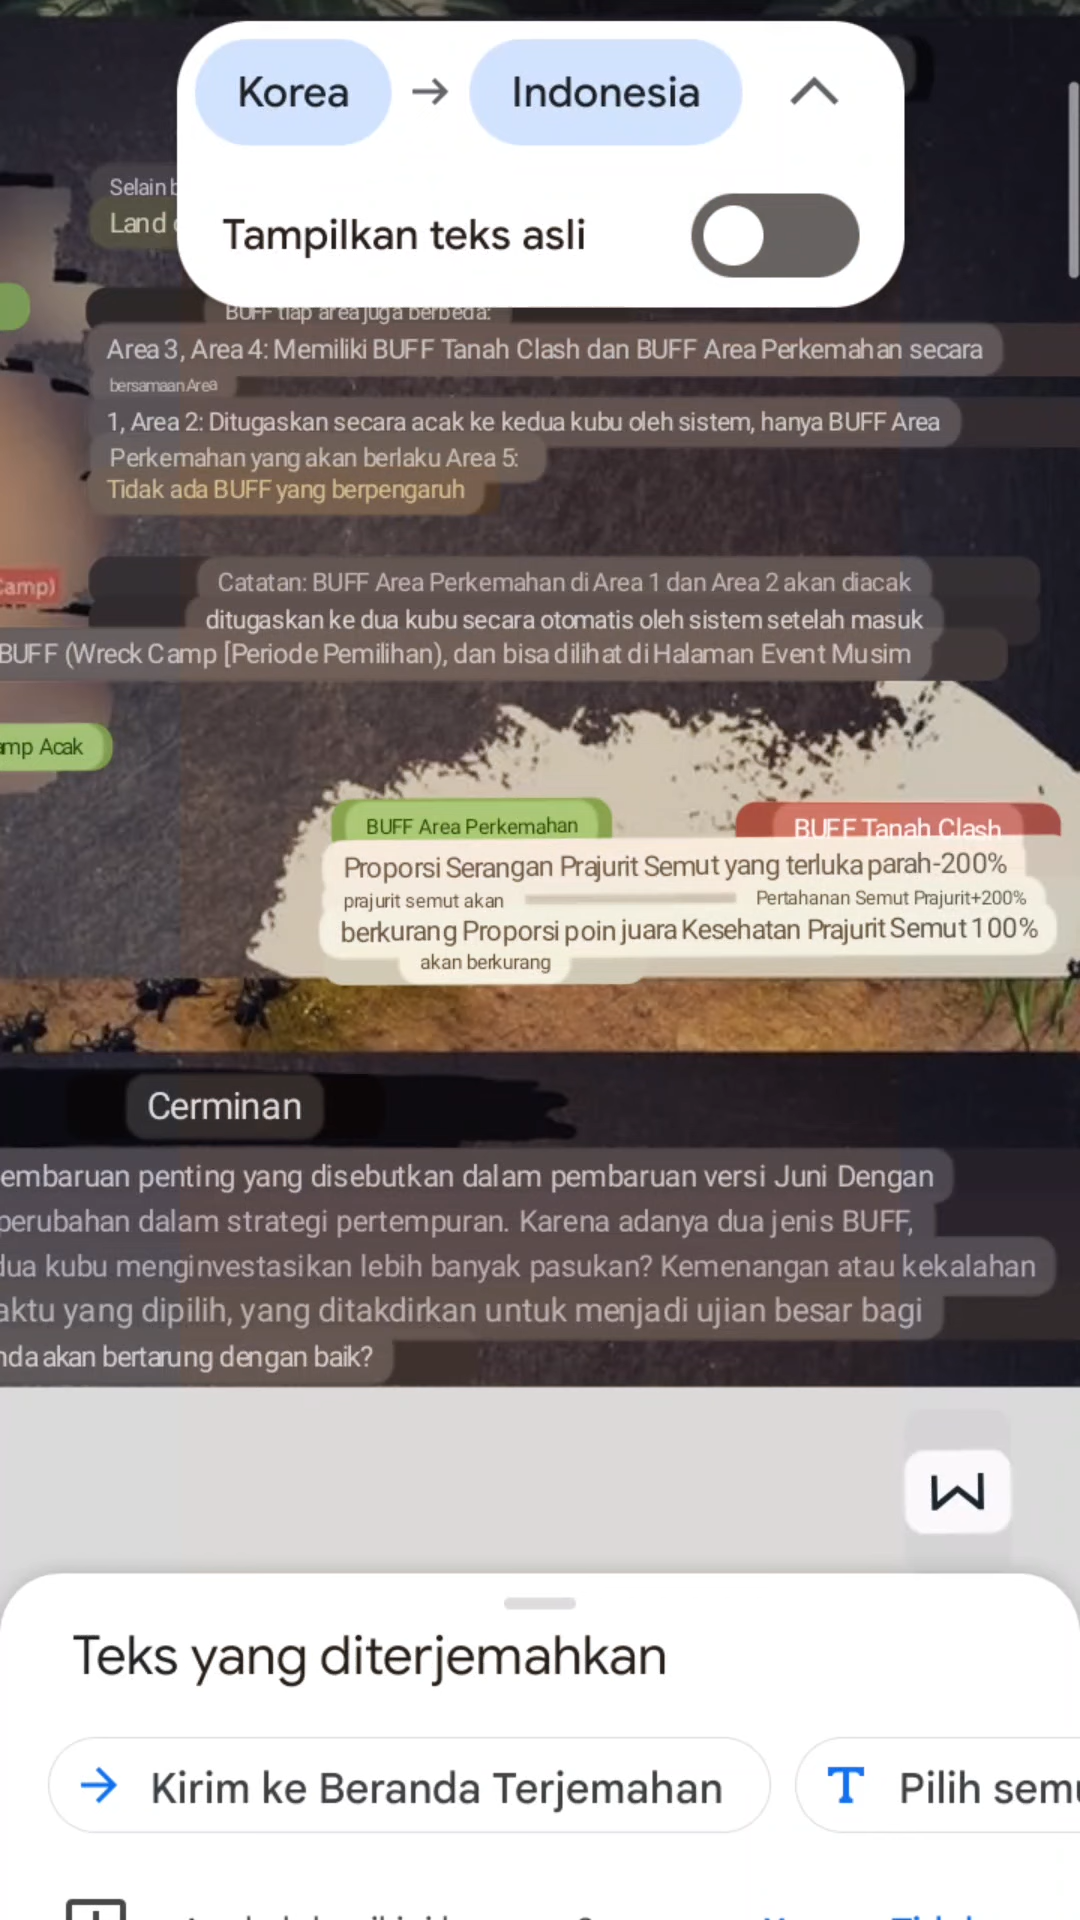 Korea → Indonesia
Tampilkan teks asli
Selain
Land
BUFF tiap area juga berbeda:
Area 3, Area 4: Memiliki BUFF Tanah Clash dan BUFF Area Perkemahan secara
bersamaan Area
1, Area 2: Ditugaskan secara acak ke kedua kubu oleh sistem, hanya BUFF Area
Perkemahan yang akan berlaku Area 5:
Tidak ada BUFF yang berpengaruh
Camp)
Catatan: BUFF Area Perkemahan di Area 1 dan Area 2 akan diacak
ditugaskan ke dua kubu secara otomatis oleh sistem setelah masuk
BUFF (Wreck Camp [Periode Pemilihan), dan bisa dilihat di Halaman Event Musim
amp Acak
BUFF Area Perkemahan
BUFF Tanah Clash
Proporsi Serangan Prajurit Semut yang terluka parah-200%
prajurit semut akan
Pertahanan Semut Prajurit+200%
berkurang Proporsi poin juara Kesehatan Prajurit Semut 100%
akan berkurang
Cerminan
embaruan penting yang disebutkan dalam pembaruan versi Juni Dengan
perubahan dalam strategi pertempuran. Karena adanya dua jenis BUFF,
dua kubu menginvestasikan lebih banyak pasukan? Kemenangan atau kekalahan
aktu yang dipilih, yang ditakdirkan untuk menjadi ujian besar bagi
nda akan bertarung dengan baik?
Teks yang diterjemahkan
Kirim ke Beranda Terjemahan
Pilih semu